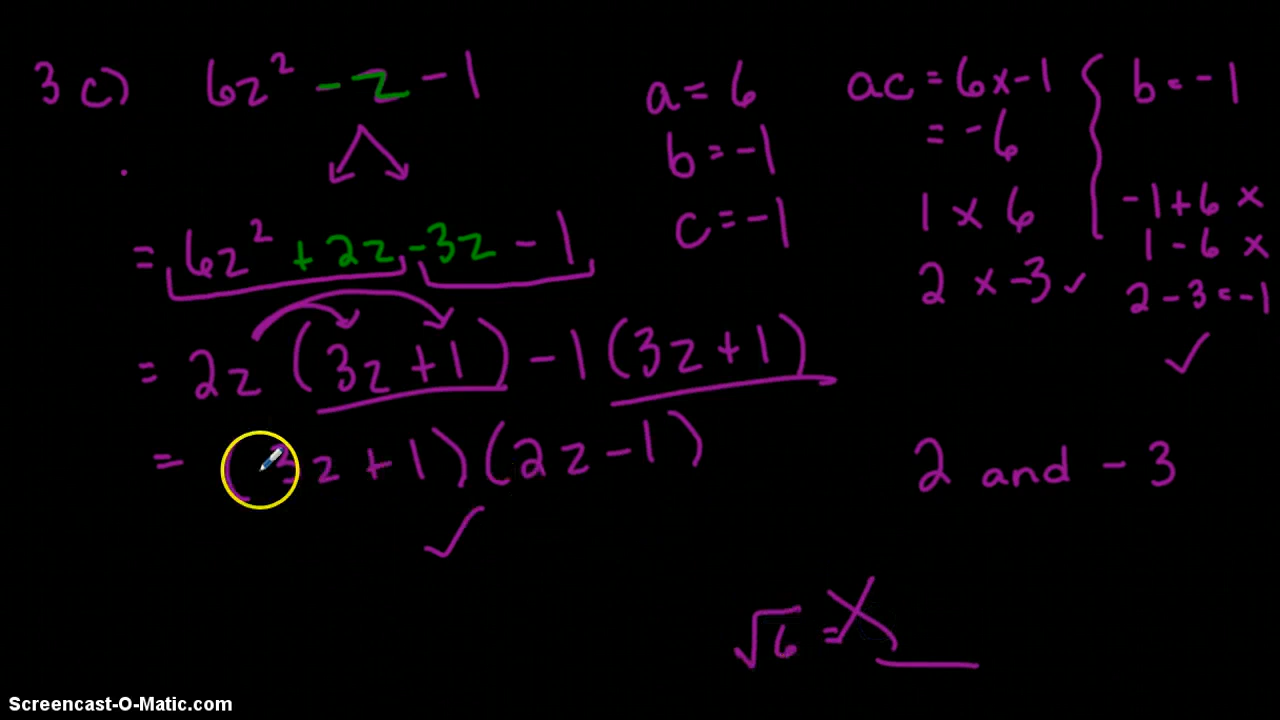 3 c) 6z² - z - 1
= 6z² + 2z - 3z - 1
= 2z (3z + 1) - 1 (3z + 1)
= (3z + 1) (2z - 1)
✓
a = 6
b = -1
c = -1
ac = 6x-1
= -6
1 x 6
2 x -3 ✓
b = -1
-1 + 6 x
1 - 6 x
2 - 3 = -1
✓
2 and - 3
√6 =
Screencast-O-Matic.com